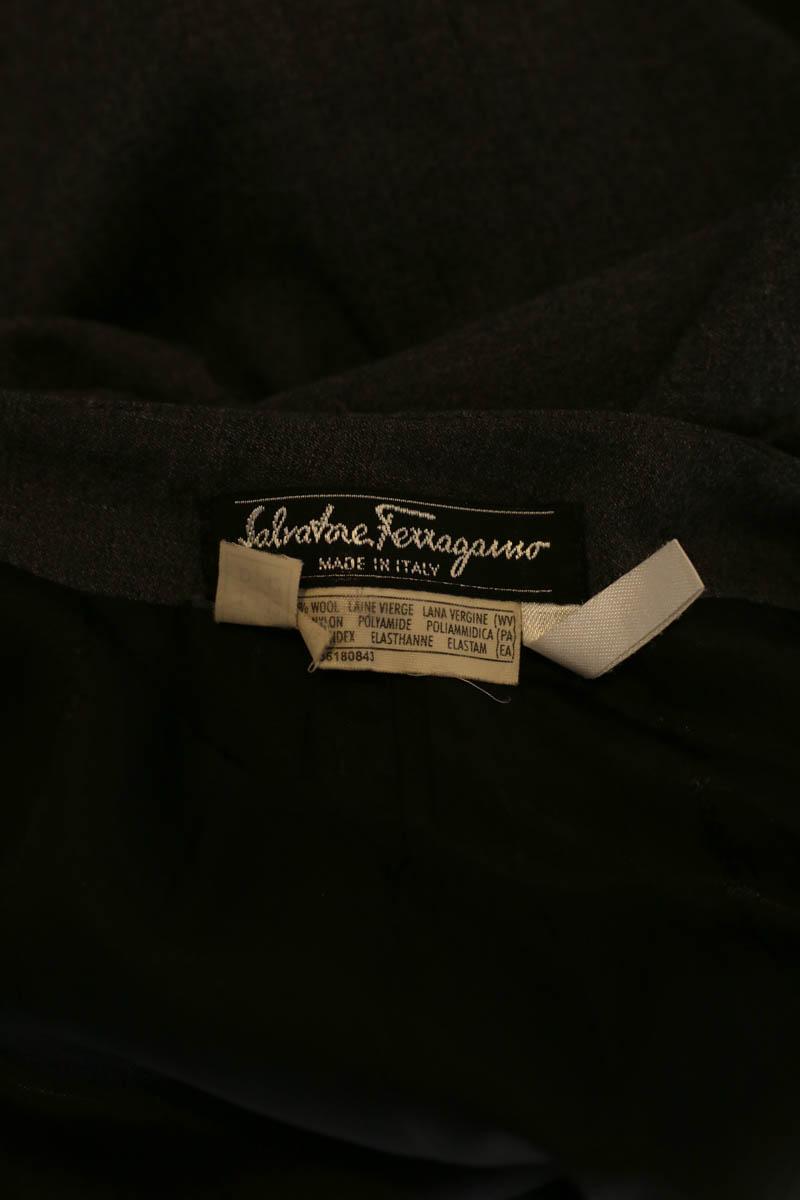 Salvatore Ferragamo
MADE IN ITALY
% WOOL LAINE VIERGE LANA VERGINE (WV)
YLON POLYAMIDE POLIAMMIDICA (PA)
NDEX ELASTHANNE ELASTAM (EA)
6180843